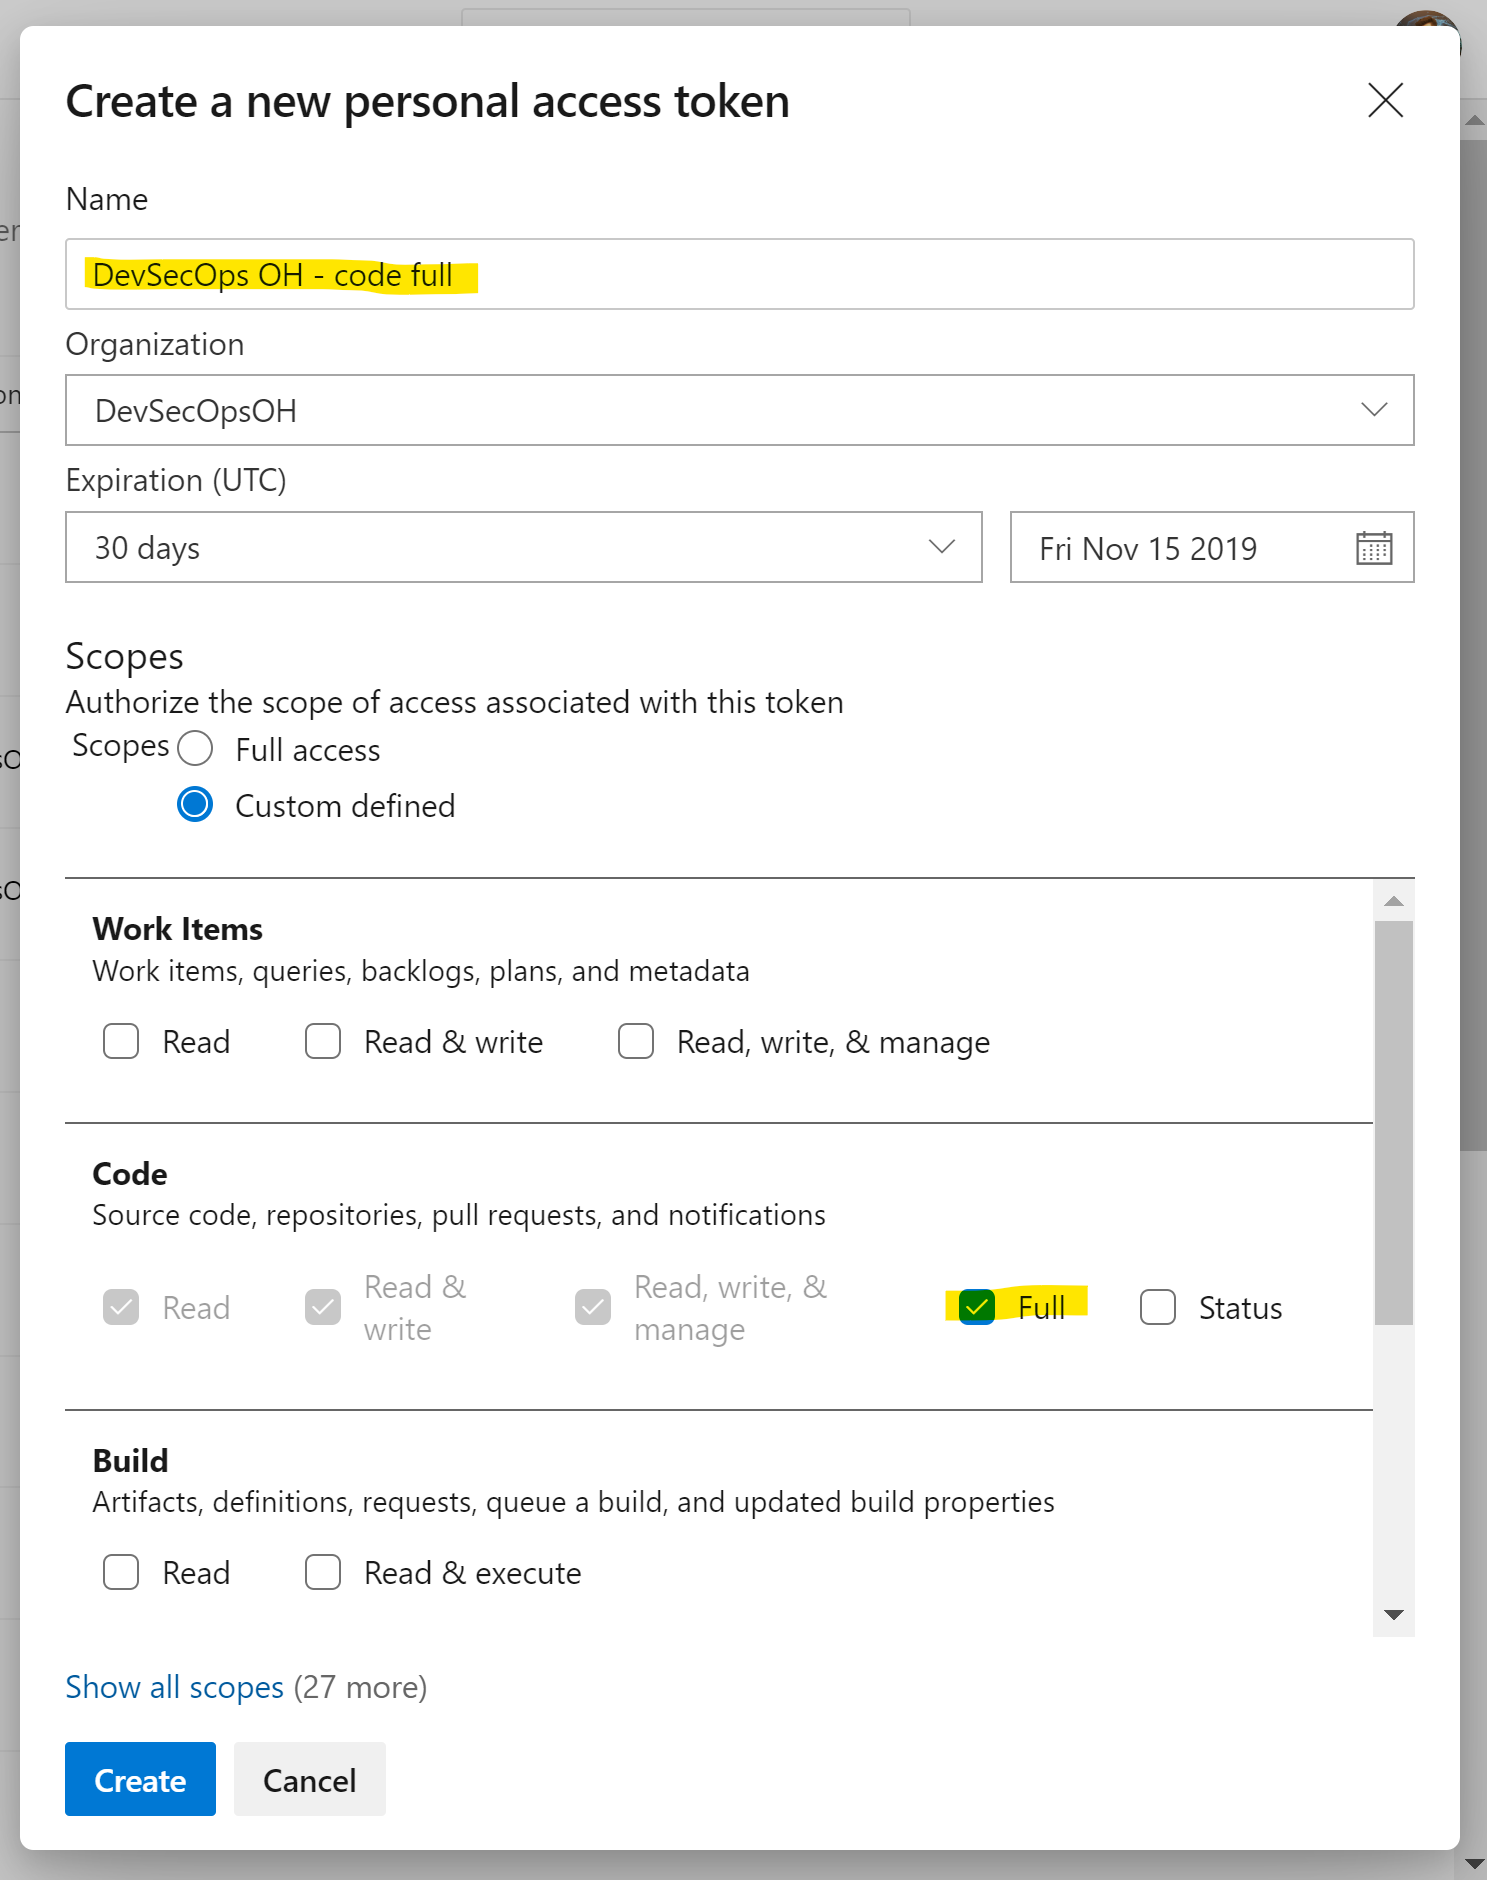 Create a new personal access token
Name
DevSecOps OH - code full
Organization
DevSecOpsOH
Expiration (UTC)
30 days
Fri Nov 15 2019
Scopes
Authorize the scope of access associated with this token
Scopes
Full access
Custom defined
Work Items
Work items, queries, backlogs, plans, and metadata
Read
Read & write
Read, write, & manage
Code
Source code, repositories, pull requests, and notifications
Read
Read &
write
Read, write, &
manage
Full
Status
Build
Artifacts, definitions, requests, queue a build, and updated build properties
Read
Read & execute
Show all scopes (27 more)
Create
Cancel